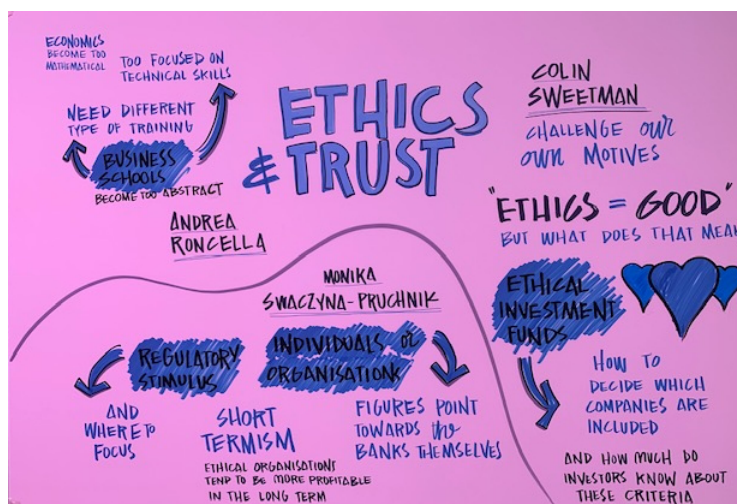 ECONOMICS
BECOME TOO
MATHEMATICAL
TOO FOCUSED ON
TECHNICAL SKILLS
NEED DIFFERENT
TYPE OF TRAINING
BUSINESS
SCHOOLS
BECOME TOO ABSTRACT
ANDREA
RONCELLA
ETHICS
& TRUST
COLIN
SWEETMAN
CHALLENGE OUR
OWN MOTIVES
"ETHICS = GOOD"
BUT WHAT DOES THAT MEAN
ETHICAL
INVESTMENT
FUNDS
HOW TO
DECIDE WHICH
COMPANIES ARE
INCLUDED
AND HOW MUCH DO
INVESTORS KNOW ABOUT
THESE CRITERIA
MONIKA
SWACZYNA-PRUCHNIK
REGULATORY
STIMULUS
INDIVIDUALS or
ORGANISATIONS
AND
WHERE TO
FOCUS
SHORT
TERMISM
ETHICAL ORGANISATIONS
TEND TO BE MORE PROFITABLE
IN THE LONG TERM
FIGURES POINT
TOWARDS the
BANKS THEMSELVES